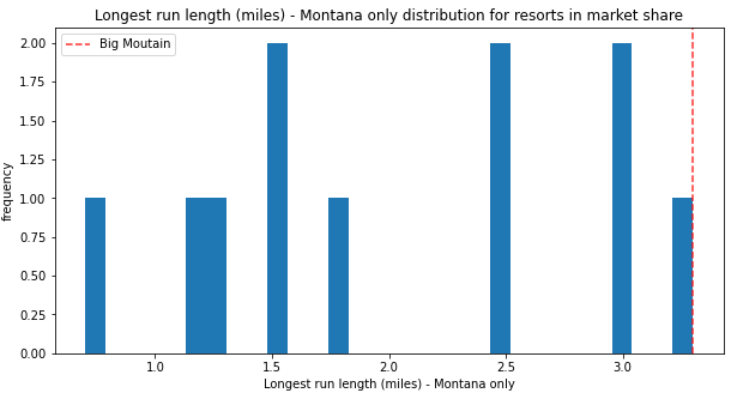 Longest run length (miles) - Montana only distribution for resorts in market share
Big Moutain
2.00
1.75
1.50
1.25
1.00
0.75
0.50
0.25
0.00
frequency
1.0 1.5 2.0 2.5 3.0
Longest run length (miles) - Montana only